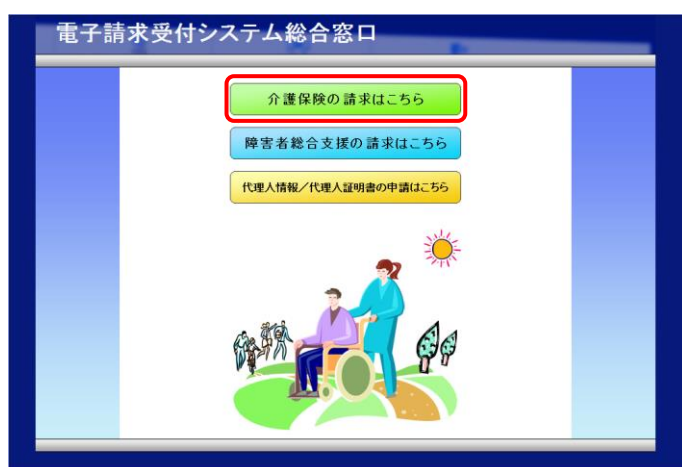 電子請求受付システム総合窓口
介護保険の請求はこちら
障害者総合支援の請求はこちら
代理人情報／代理人証明書の申請はこちら